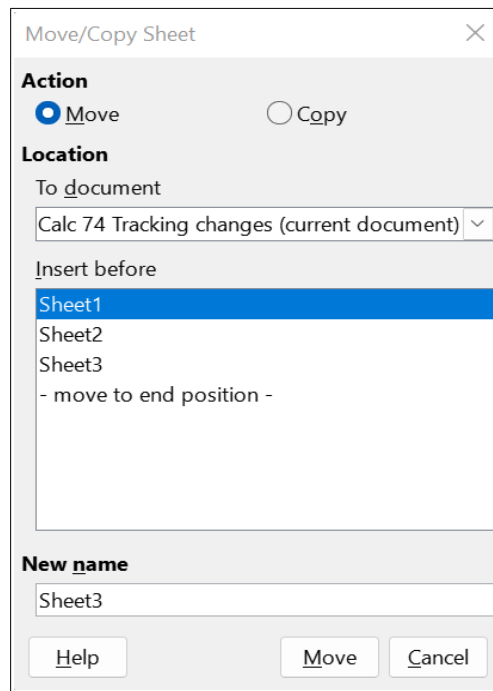 Move/Copy Sheet
Action
Move
Copy
Location
To document
Calc 74 Tracking changes (current document)
Insert before
Sheet1
Sheet2
Sheet3
- move to end position -
New name
Sheet3
Help
Move
Cancel